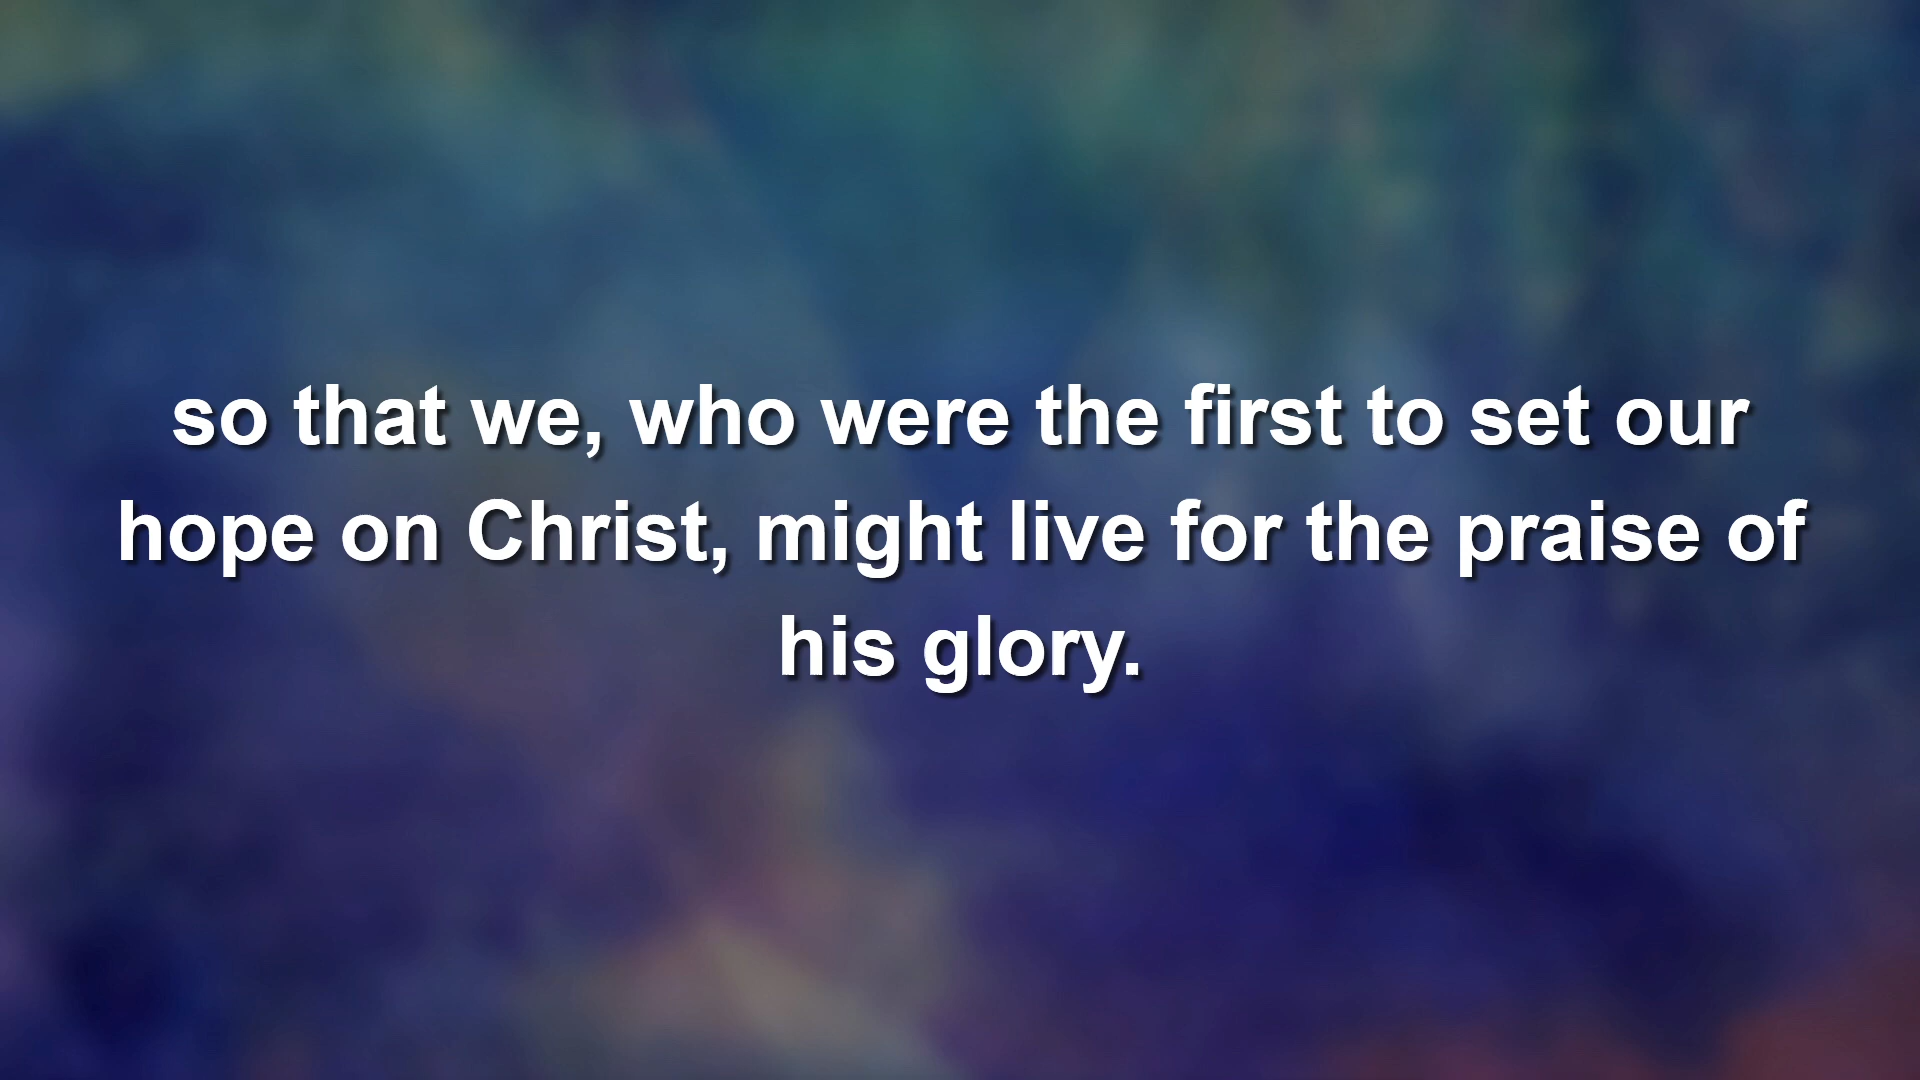 so that we, who were the first to set our
hope on Christ, might live for the praise of
his glory.